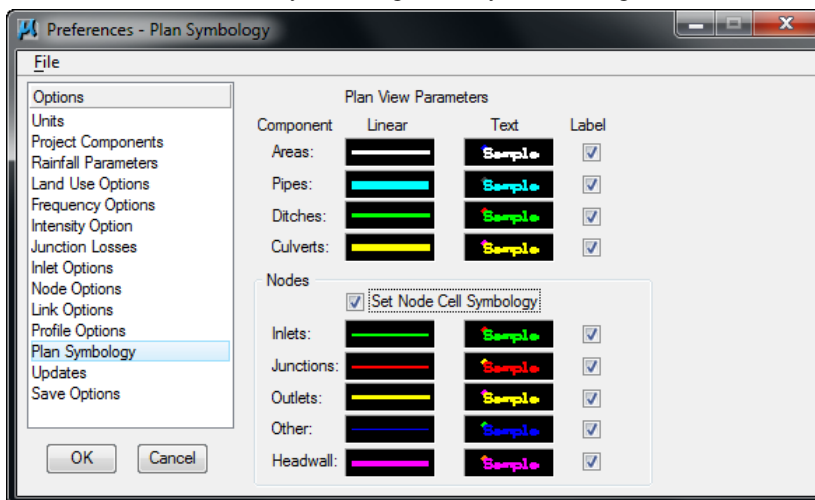 Preferences - Plan Symbology
File
Options
Units
Project Components
Rainfall Parameters
Land Use Options
Frequency Options
Intensity Option
Junction Losses
Inlet Options
Node Options
Link Options
Profile Options
Plan Symbology
Updates
Save Options
OK Cancel
Plan View Parameters
Component Linear Text Label
Areas: Sample
Pipes: Sample
Ditches: Sample
Culverts: Sample
Nodes
Set Node Cell Symbology
Inlets: Sample
Junctions: Sample
Outlets: Sample
Other: Sample
Headwall: Sample